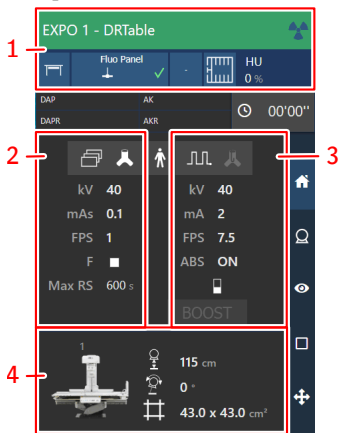 EXPO 1 - DRTable
1
Fluo Panel
HU
0 %
DAP AK
00'00"
DAPR AKR
2
3
kV 40 kV 40
mAs 0.1 mA 2
FPS 1 FPS 7.5
F ABS ON
Max RS 600 s
BOOST
1
115 cm
4
0 °
43.0 x 43.0 cm²